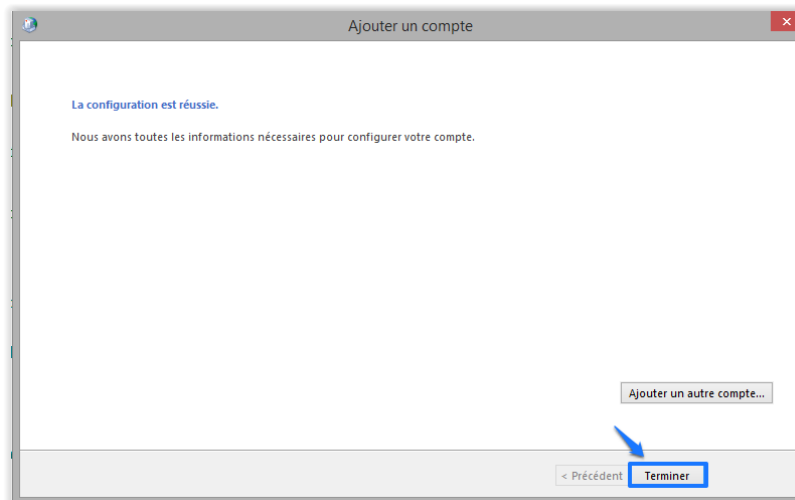 Ajouter un compte
La configuration est réussie.
Nous avons toutes les informations nécessaires pour configurer votre compte.
Ajouter un autre compte...
< Précédent
Terminer